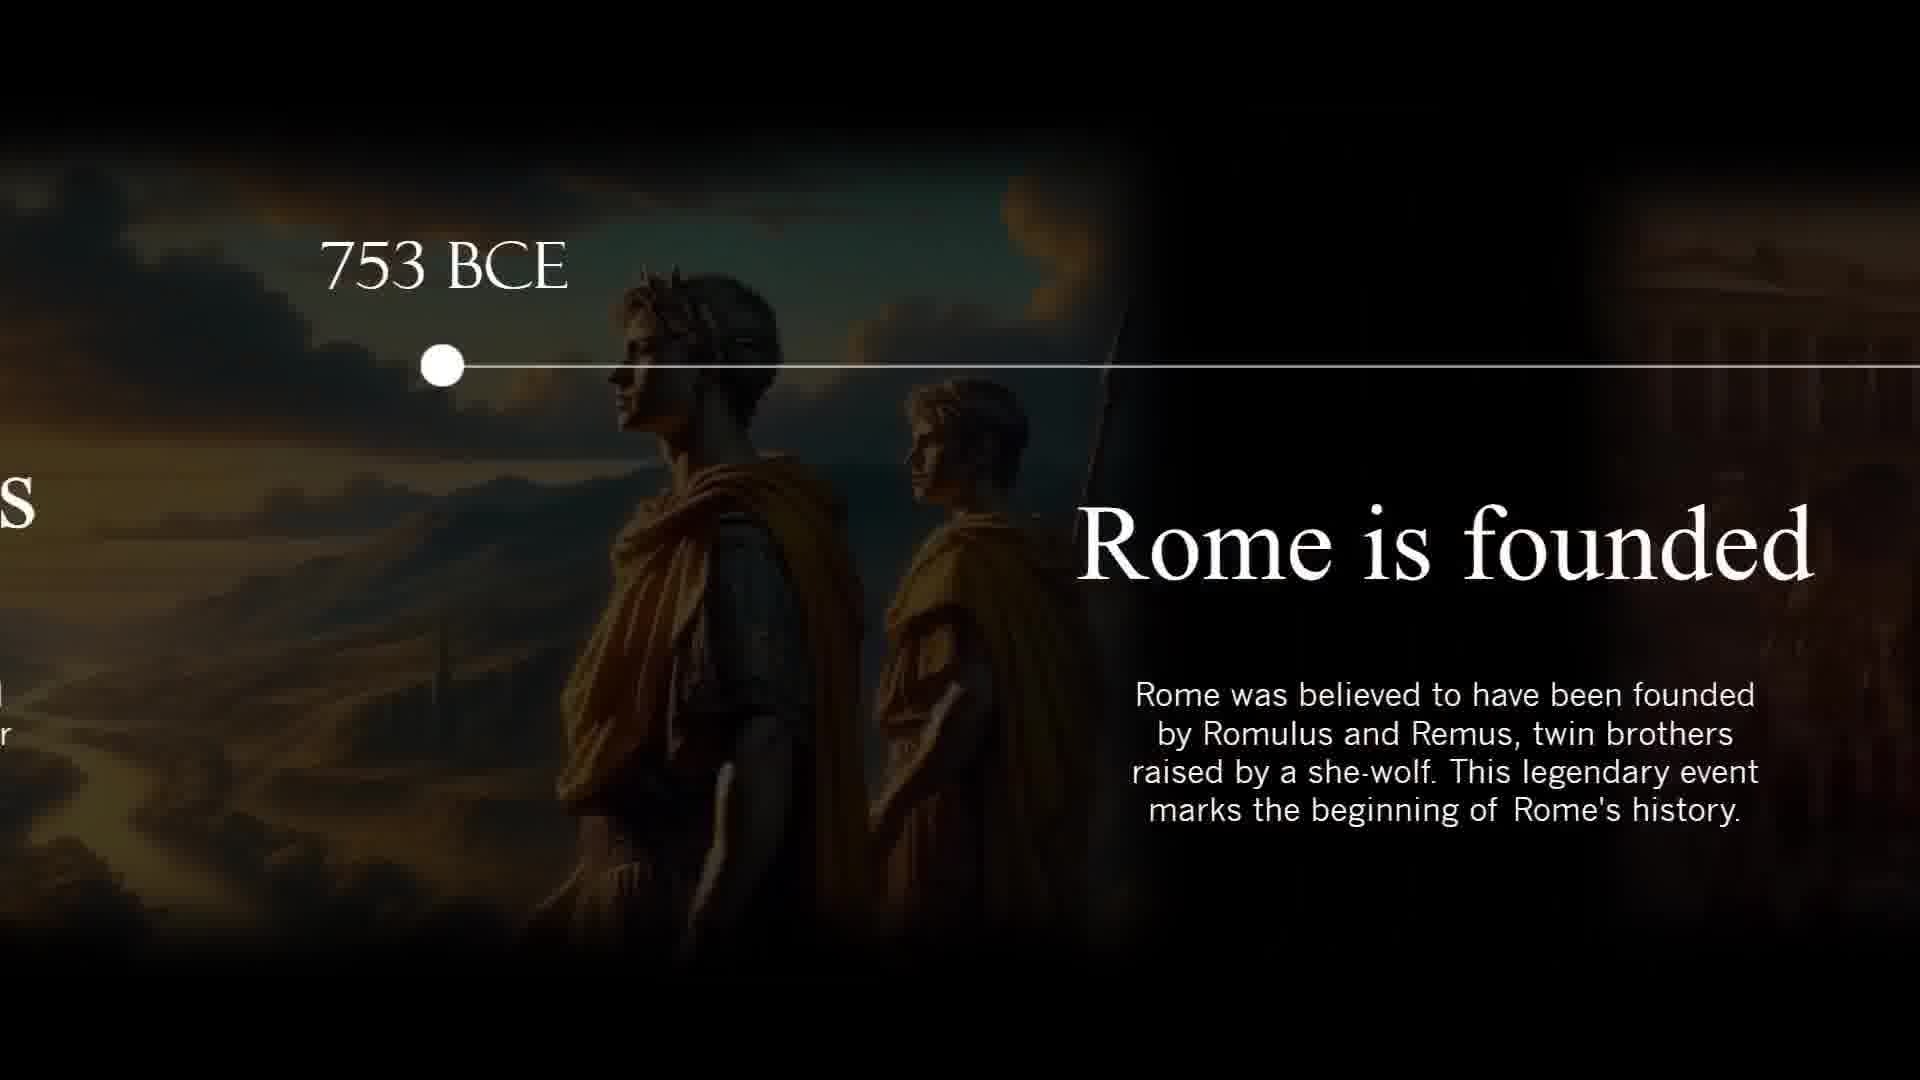 753 BCE
s
Rome is founded
r
Rome was believed to have been founded
by Romulus and Remus, twin brothers
raised by a she-wolf. This legendary event
marks the beginning of Rome's history.